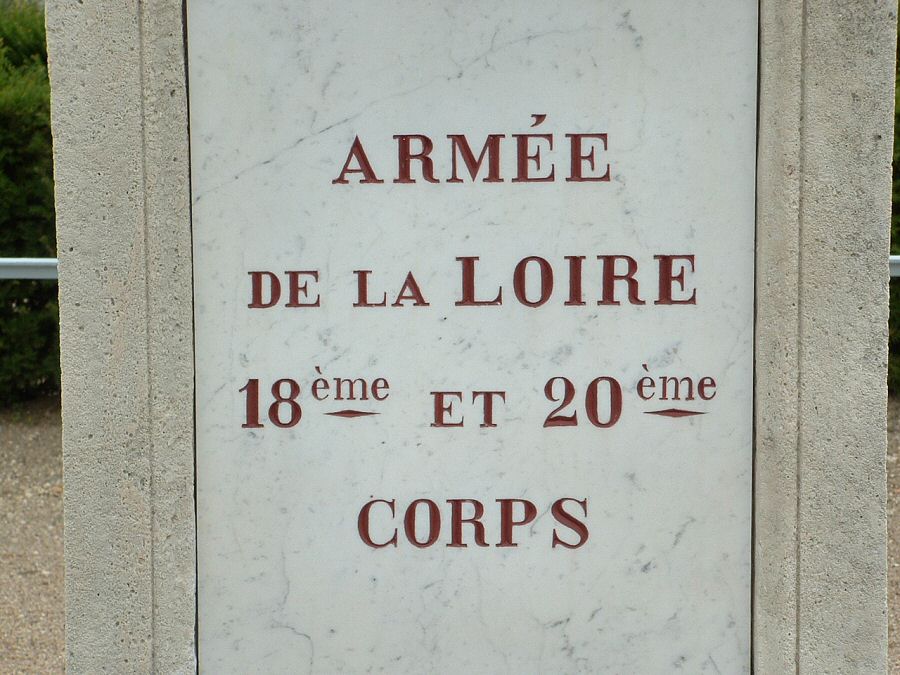 ARMÉE
DE LA LOIRE
18ème ET 20ème
CORPS